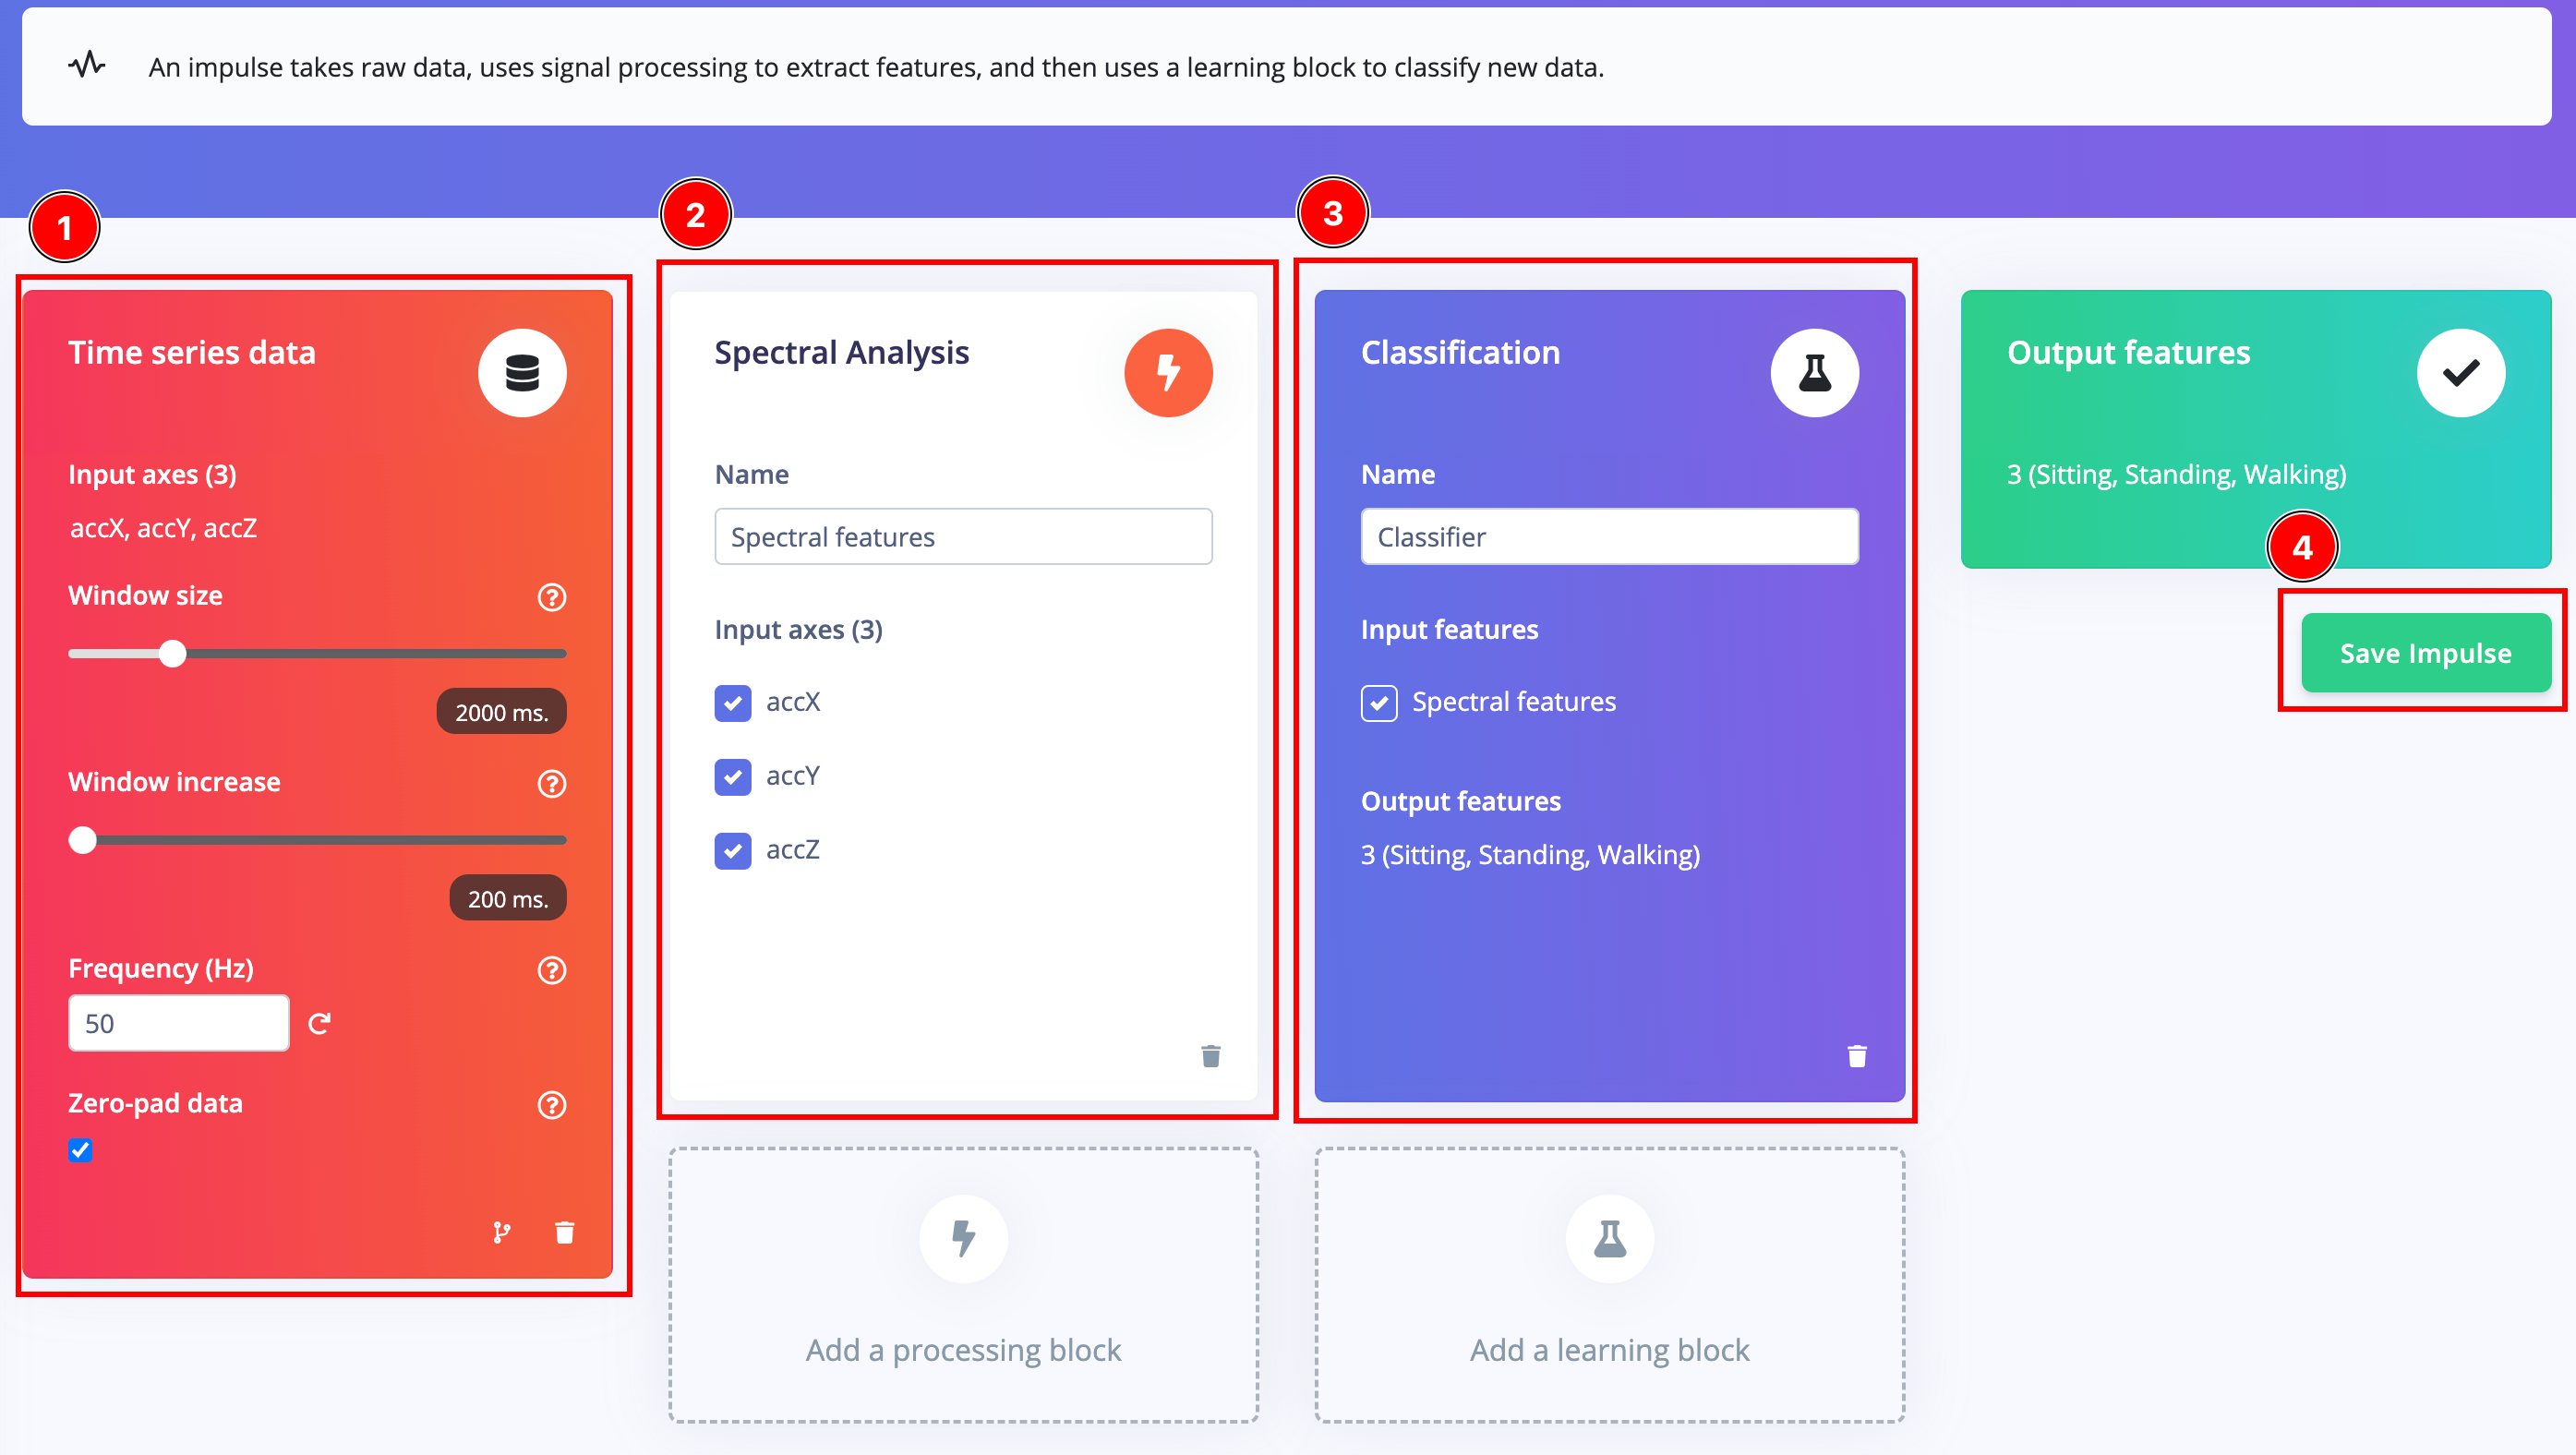 An impulse takes raw data, uses signal processing to extract features, and then uses a learning block to classify new data.
1
Time series data
Input axes (3)
accX, accY, accZ
Window size
?
2000 ms.
Window increase
?
200 ms.
Frequency (Hz)
?
50
Zero-pad data
?
2
Spectral Analysis
Name
Spectral features
Input axes (3)
accX
accY
accZ
Add a processing block
3
Classification
Name
Classifier
Input features
Spectral features
Output features
3 (Sitting, Standing, Walking)
Add a learning block
Output features
3 (Sitting, Standing, Walking)
4
Save Impulse